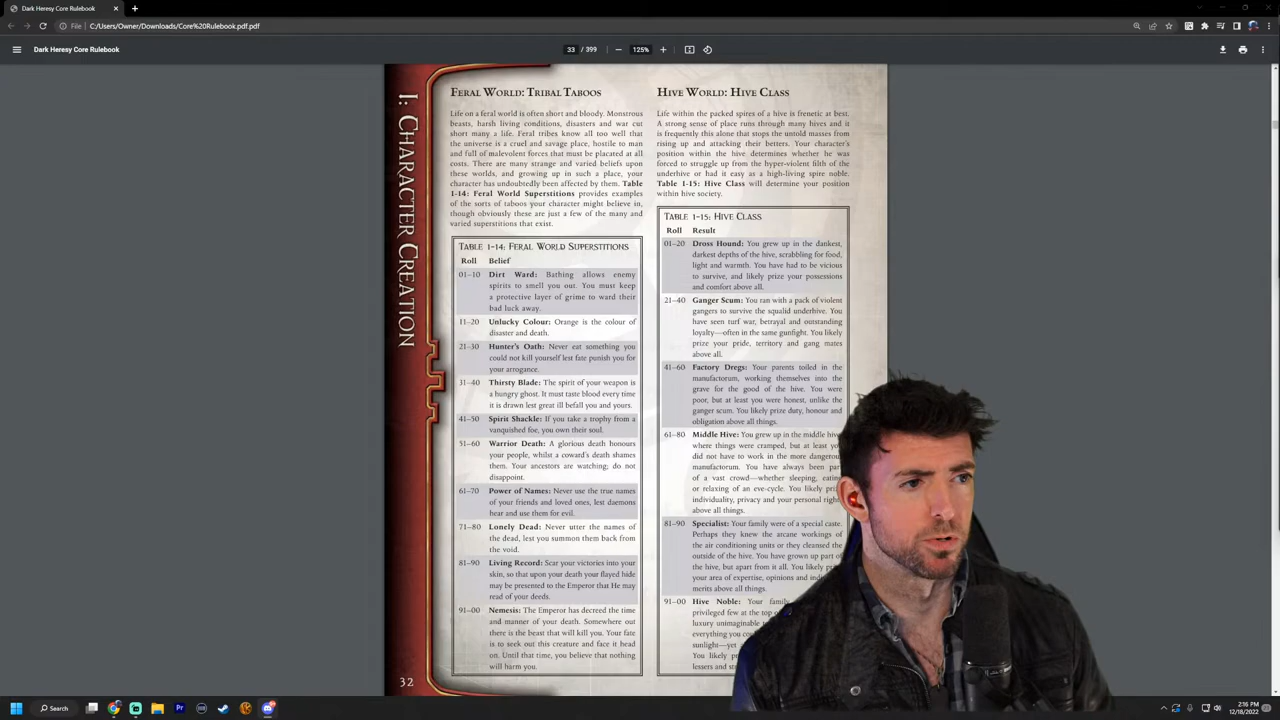 Dark Heresy Core Rulebook
File
C:/Users/Owner/Downloads/Core%20Rulebook.pdf.pdf
Dark Heresy Core Rulebook
33 / 399
125%
I: Character Creation
Feral World: Tribal Taboos
Life on a feral world is often short and bloody. Monstrous
beasts, harsh living conditions, disasters and war cut
short many a life. Feral tribes know all too well that
the universe is a cruel and savage place, hostile to man
and full of malevolent forces that must be placated at all
costs. There are many strange and varied beliefs upon
these worlds, and growing up in such a place, your
character has undoubtedly been affected by them. Table
1-14: Feral World Superstitions provides examples
of the sorts of taboos your character might believe in,
though obviously these are just a few of the many and
varied superstitions that exist.
Table 1-14: Feral World Superstitions
Roll Belief
01–10 Dirt Ward: Bathing allows enemy
spirits to smell you out. You must keep
a protective layer of grime to ward their
bad luck away.
11–20 Unlucky Colour: Orange is the colour of
disaster and death.
21–30 Hunter's Oath: Never eat something you
could not kill yourself lest fate punish you for
your arrogance.
31–40 Thirsty Blade: The spirit of your weapon is
a hungry ghost. It must taste blood every time
it is drawn lest great ill befall you and yours.
41–50 Spirit Shackle: If you take a trophy from a
vanquished foe, you own their soul.
51–60 Warrior Death: A glorious death honours
your people, whilst a coward's death shames
them. Your ancestors are watching; do not
disappoint.
61–70 Power of Names: Never use the true names
of your friends and loved ones, lest daemons
hear and use them for evil.
71–80 Lonely Dead: Never utter the names of
the dead, lest you summon them back from
the void.
81–90 Living Record: Scar your victories into your
skin, so that upon your death your flayed hide
may be presented to the Emperor that He may
read of your deeds.
91–00 Nemesis: The Emperor has decreed the time
and manner of your death. Somewhere out
there is the beast that will kill you. Your fate
is to seek out this creature and face it head
on. Until that time, you believe that nothing
will harm you.
32
Hive World: Hive Class
Life within the packed spires of a hive is frenetic at best.
A strong sense of place runs through many hives and it
is frequently this alone that stops the untold masses from
rising up and attacking their betters. Your character's
position within the hive determines whether he was
forced to struggle up from the hyper-violent filth of the
underhive or had it easy as a high-living spire noble.
Table 1-15: Hive Class will determine your position
within hive society.
Table 1-15: Hive Class
Roll Result
01–20 Dross Hound: You grew up in the dankest,
darkest depths of the hive, scrabbling for food,
light and warmth. You have had to be vicious
to survive, and likely prize your possessions
and comfort above all.
21–40 Ganger Scum: You ran with a pack of violent
gangers to survive the squalid underhive. You
have seen turf war, betrayal and outstanding
loyalty—often in the same gunfight. You likely
prize your pride, territory and gang mates
above all.
41–60 Factory Dregs: Your parents toiled in the
manufactorum, working themselves into the
grave for the good of the hive. We were
poor, but at least you were honest, unlike the
ganger scum. You likely prize duty, honour and
obligation above all things.
61–80 Middle Hive: You grew up in the middle
where things were cramped, but at least
did not have to work in the more
manufactorum. You have always been
of a vast crowd—whether sleeping,
or relaxing of an eve-cycle. You likely
individuality, privacy and your personal
above all things.
81–90 Specialist: Your family were of a special caste.
Perhaps they knew the arcane workings of
the air conditioning units or they cleansed the
outside of the hive. You have grown up part of
the hive, but apart from it all. You likely
your area of expertise, opinions and
merits above all things.
91–00 Hive Noble: Your family
privileged few at the top
luxury unimaginable
everything you
sunlight—yet
You likely
lessers and
Search
2:16 PM
12/18/2022